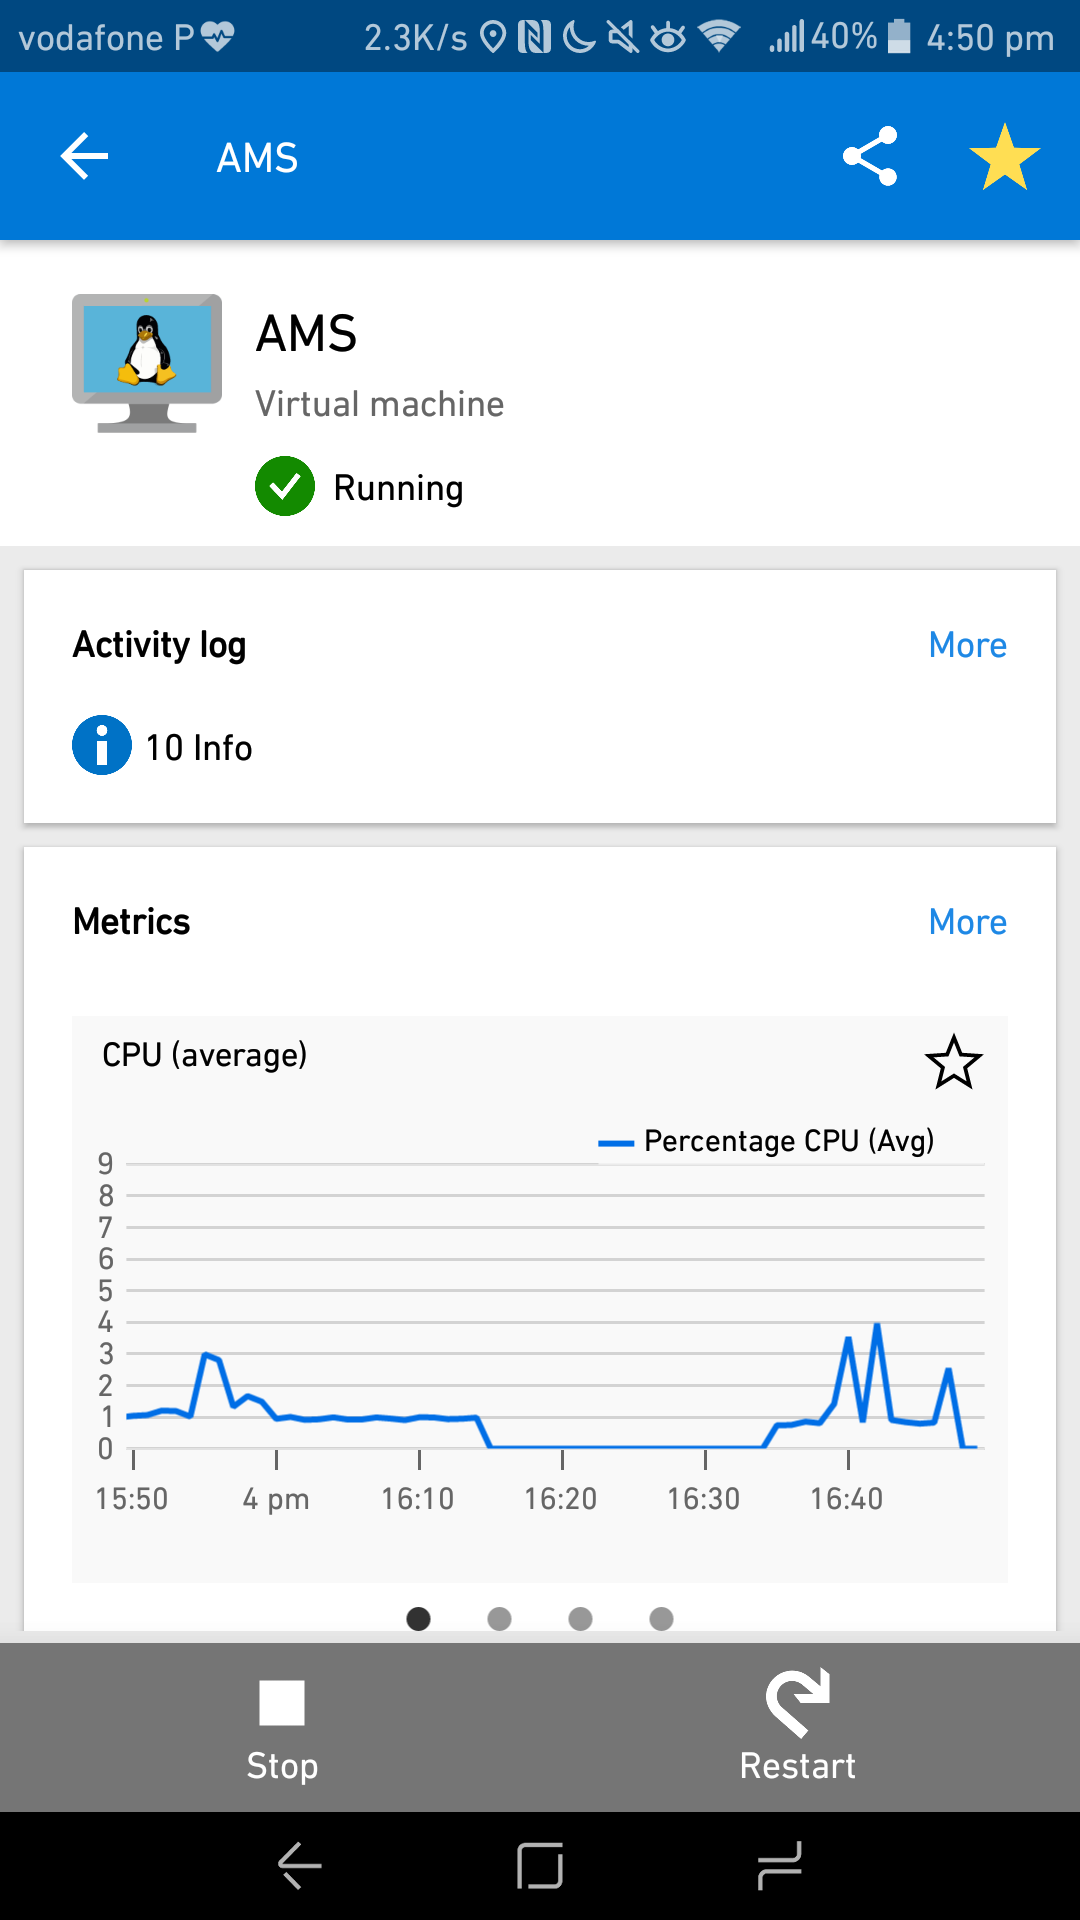 vodafone P 2.3K/s 40% 4:50 pm
AMS
AMS
Virtual machine
Running
Activity log More
10 Info
Metrics More
CPU (average)
Percentage CPU (Avg)
9
8
7
6
5
4
3
2
1
0
15:50 4 pm 16:10 16:20 16:30 16:40
Stop Restart